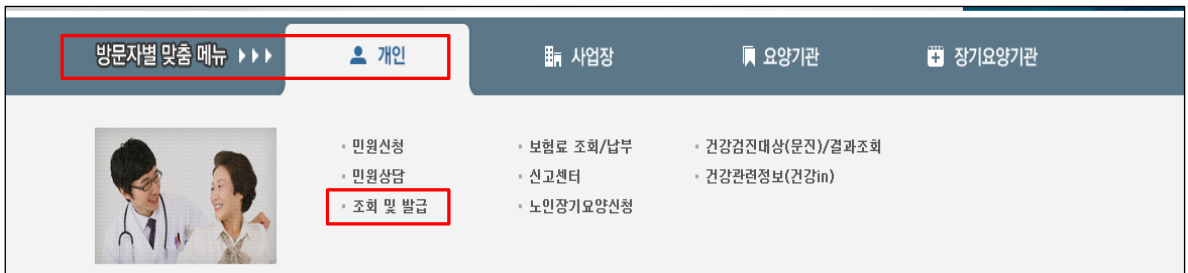 방문자별 맞춤 메뉴 개인 사업장 요양기관 장기요양기관
민원신청 보험료 조회/납부 건강검진대상(문진)/결과조회
민원상담 신고센터 건강관련정보(건강in)
조회 및 발급 노인장기요양신청